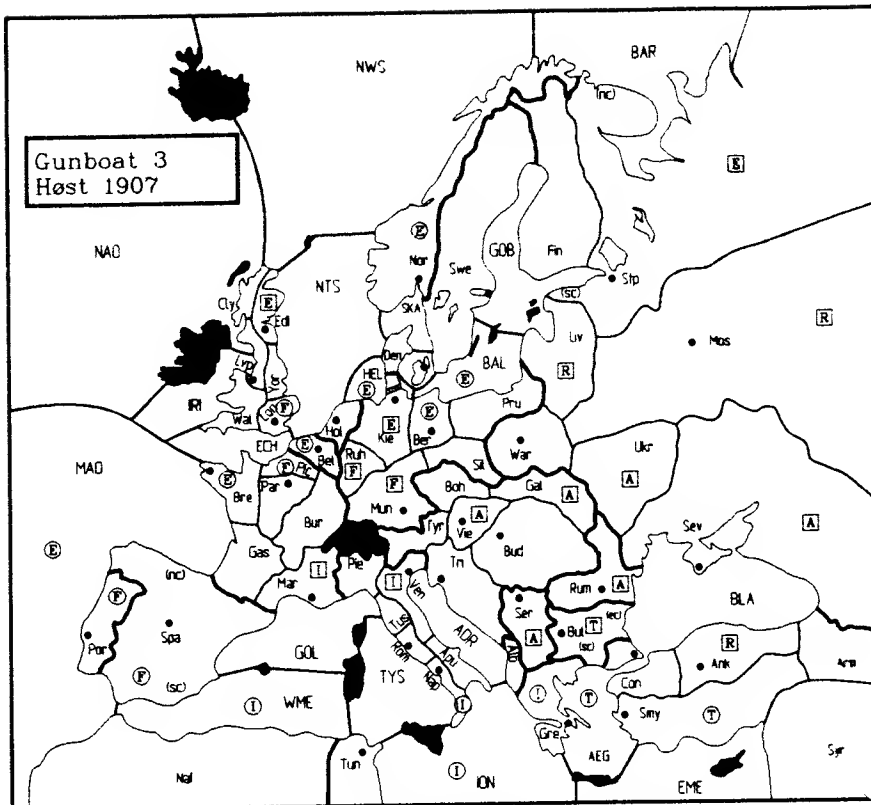 NWS
BAR
(nc)
Gunboat 3
Høst 1907
E
NAO
E
Nor
Swe
GOB
Fin
Stp
(sc)
NTS
Cly
E
Edl
SKA
Liv
R
Mos
R
Lvp
Yor
Den
BAL
HEL
E
E
IRI
Wal
Lon
F
Hol
E
Kie
E
Ber
Pru
ECH
E
Bel
Ruh
F
War
Ukr
A
MAO
E
Bre
F
Pic
Par
Sil
F
Mun
Boh
Gal
A
Bur
Tyr
A
Vie
Bud
Sev
A
E
Gas
Pie
Tri
(nc)
I
Mar
I
Ven
Ser
Rum
A
BLA
F
Por
Spa
Tus
ADR
A
Bul
T
(ec)
(sc)
R
Ank
Arm
GOL
Rom
Apu
Alb
Con
F
(sc)
TYS
Nap
I
I
T
Smy
T
I
WME
Gre
AEG
Syr
Naf
Tun
I
ION
EME